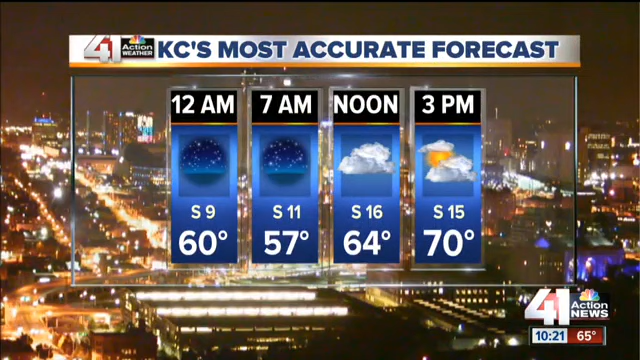 41 Action WEATHER KC'S MOST ACCURATE FORECAST
12 AM 7 AM NOON 3 PM
S 9 S 11 S 16 S 15
60° 57° 64° 70°
41 Action NEWS
10:21 65°